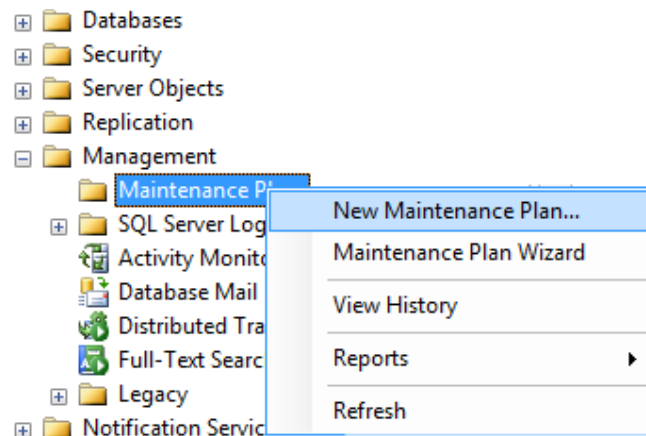 Databases
Security
Server Objects
Replication
Management
Maintenance
SQL Server Log
Activity Monito
Database Mail
Distributed Tra
Full-Text Searc
Legacy
Notification Servic
New Maintenance Plan...
Maintenance Plan Wizard
View History
Reports
Refresh